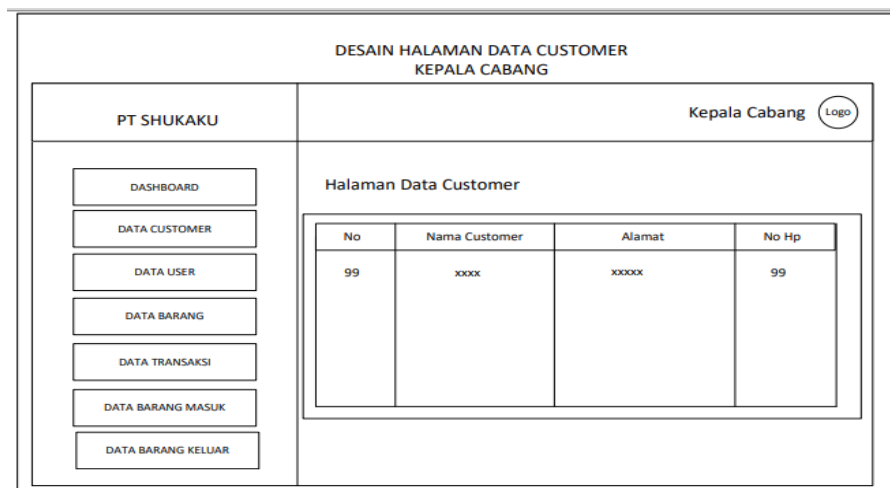 DESAIN HALAMAN DATA CUSTOMER
KEPALA CABANG
PT SHUKAKU
Kepala Cabang
Logo
DASHBOARD
DATA CUSTOMER
DATA USER
DATA BARANG
DATA TRANSAKSI
DATA BARANG MASUK
DATA BARANG KELUAR
Halaman Data Customer
No Nama Customer Alamat No Hp
99 xxxx xxxxx 99